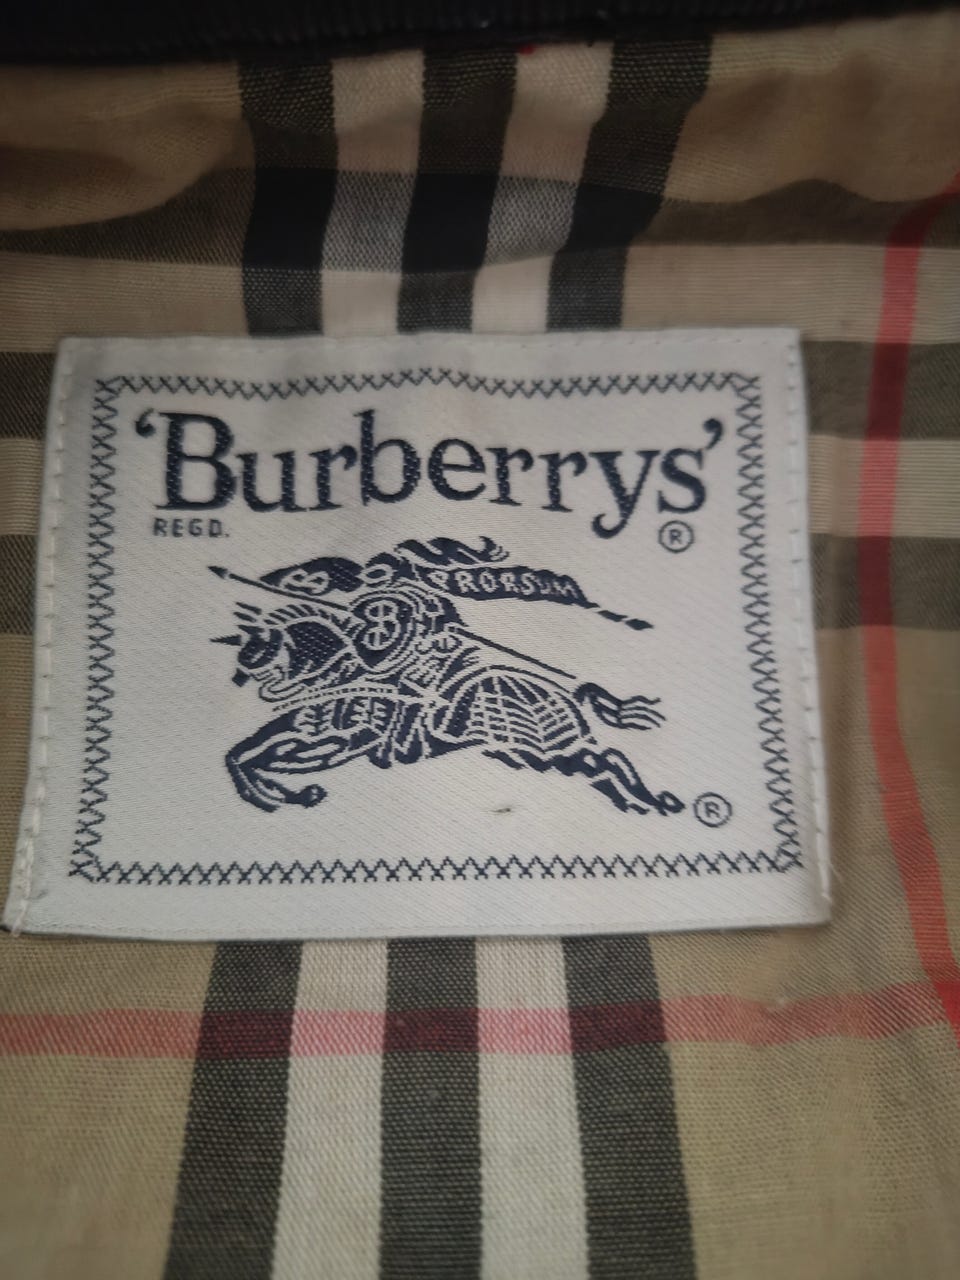 'Burberrys'
REGD.
®
PRORSUM
B
®